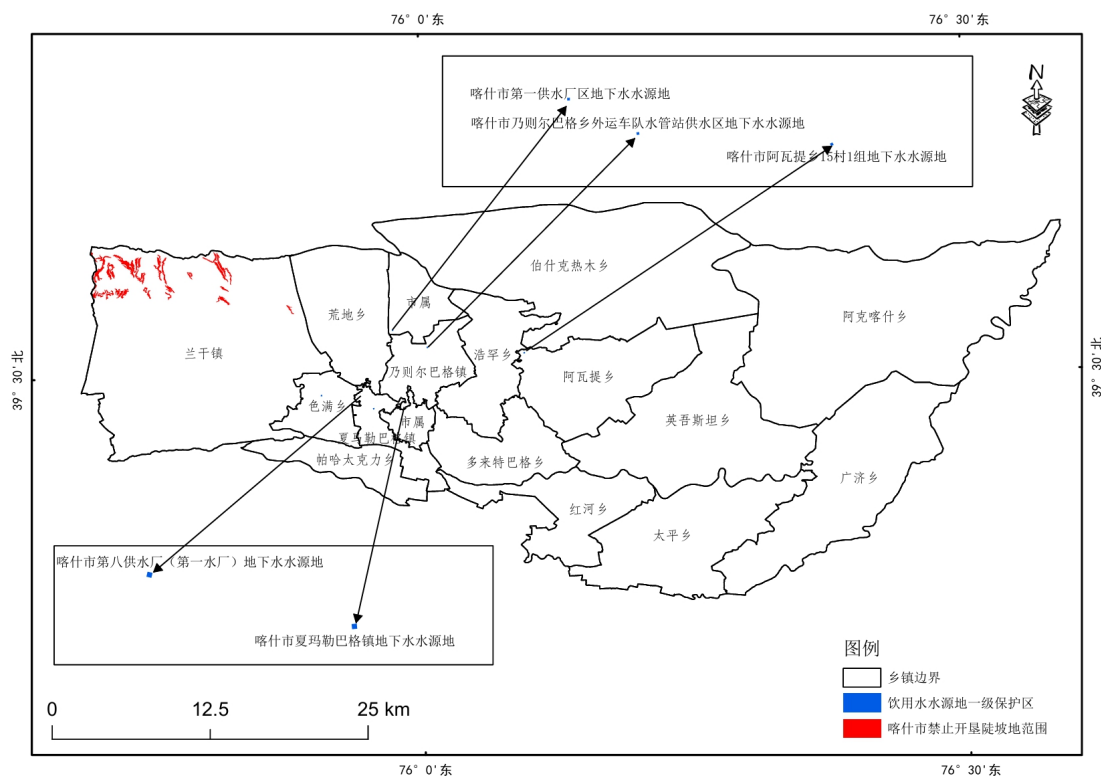 76° 0'东
76° 30'东
N
喀什市第一供水厂区地下水水源地
喀什市乃则尔巴格乡外运车队水管站供水区地下水水源地
喀什市阿瓦提乡15村1组地下水水源地
伯什克热木乡
市属
荒地乡
阿克喀什乡
浩罕乡
兰干镇
39° 30'北
39° 30'北
乃则尔巴格镇
阿瓦提乡
色满乡
市属
英吾斯坦乡
夏马勒巴格镇
帕哈太克力乡
多来特巴格乡
广济乡
红河乡
太平乡
喀什市第八供水厂（第一水厂）地下水水源地
喀什市夏玛勒巴格镇地下水水源地
图例
乡镇边界
饮用水水源地一级保护区
喀什市禁止开垦陡坡地范围
0
12.5
25 km
76° 0'东
76° 30'东